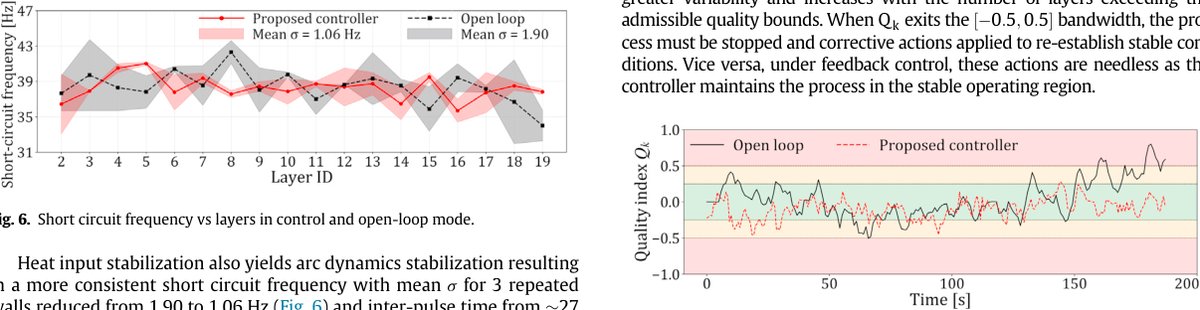 Short-circuit frequency [Hz]
47
43
39
35
31
Proposed controller
Mean σ = 1.06 Hz
Open loop
Mean σ = 1.90
2 3 4 5 6 7 8 9 10 11 12 13 14 15 16 17 18 19
Layer ID
ig. 6. Short circuit frequency vs layers in control and open-loop mode.
Heat input stabilization also yields arc dynamics stabilization resulting
a more consistent short circuit frequency with mean σ for 3 repeated
walls reduced from 1.90 to 1.06 Hz (Fig. 6) and inter-pulse time from ∼27
greater variability and increases with the number of layers exceeding the
admissible quality bounds. When Qk exits the [−0.5, 0.5] bandwidth, the pro
cess must be stopped and corrective actions applied to re-establish stable con
ditions. Vice versa, under feedback control, these actions are needless as th
controller maintains the process in the stable operating region.
Quality index Qk
1.0
0.5
0.0
−0.5
−1.0
Open loop
Proposed controller
0 50 100 150 200
Time [s]